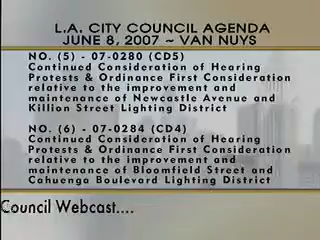 L.A. CITY COUNCIL AGENDA
JUNE 8, 2007 ~ VAN NUYS
NO. (5) - 07-0280 (CD5)
Continued Consideration of Hearing
Protests & Ordinance First Consideration
relative to the improvement and
maintenance of Newcastle Avenue and
Killion Street Lighting District
NO. (6) - 07-0284 (CD4)
Continued Consideration of Hearing
Protests & Ordinance First Consideration
relative to the improvement and
maintenance of Bloomfield Street and
Cahuenga Boulevard Lighting District
Council Webcast....